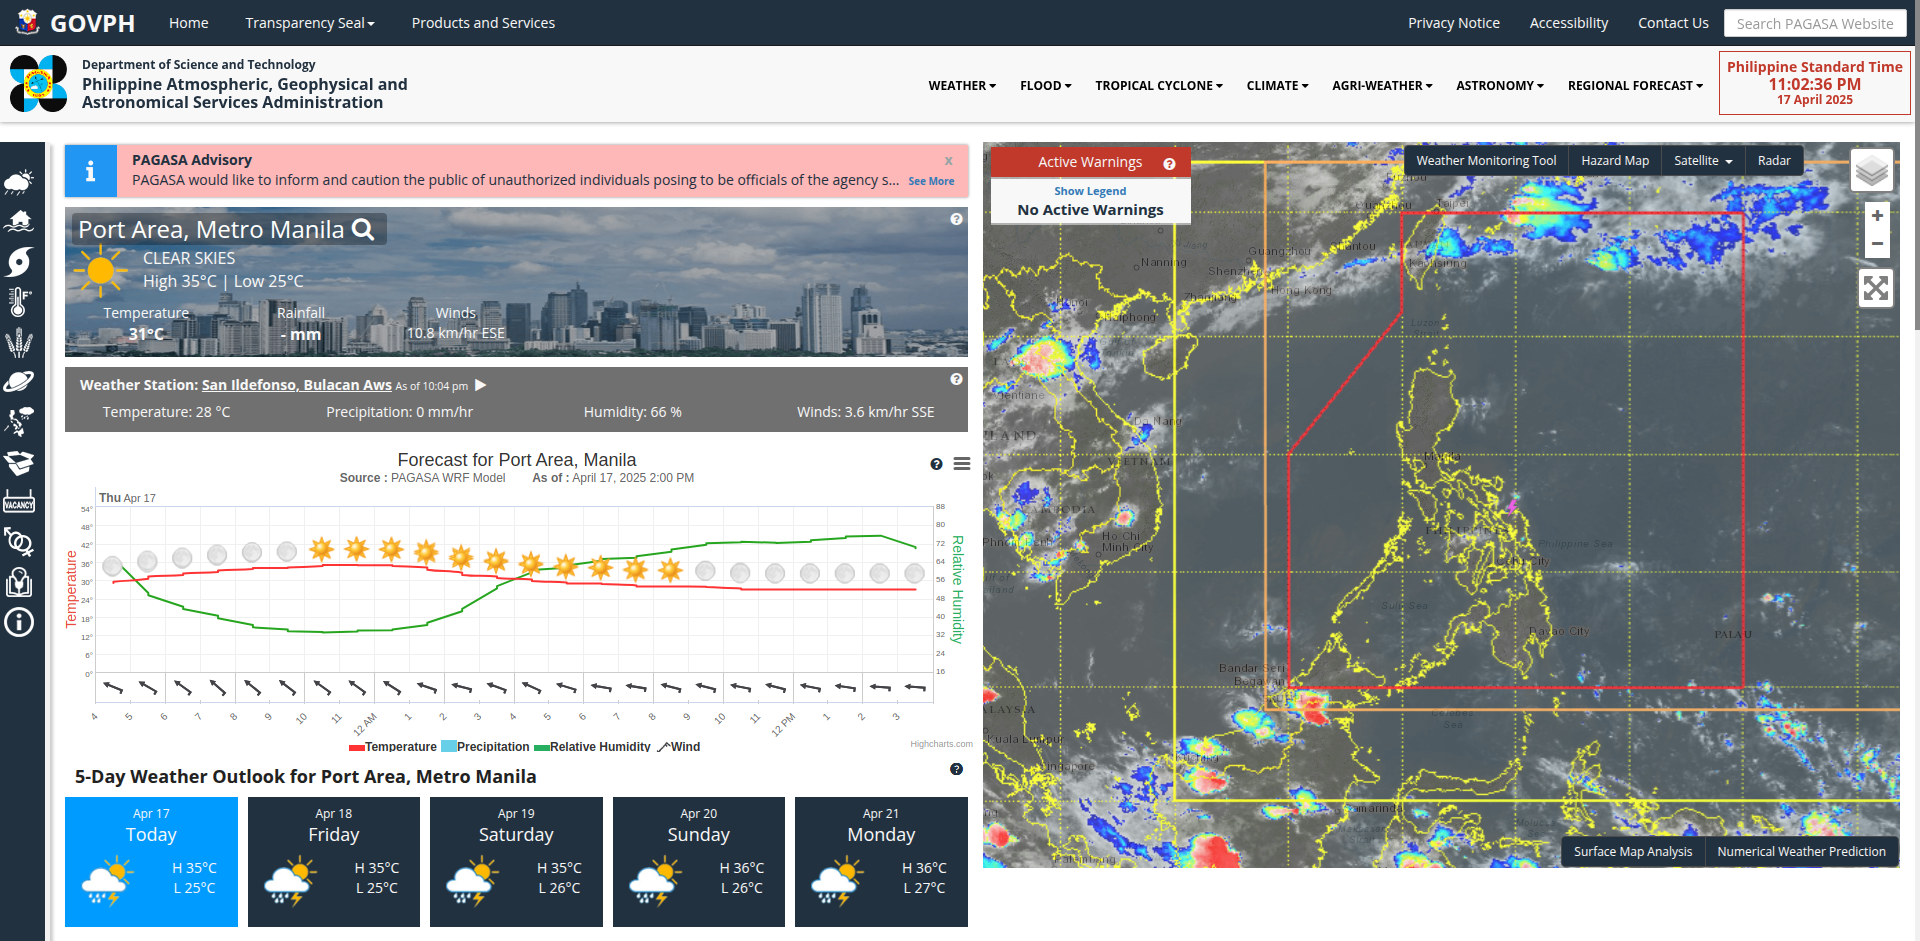 GOVPH
Home
Transparency Seal
Products and Services
Privacy Notice
Accessibility
Contact Us
Search PAGASA Website
Department of Science and Technology
Philippine Atmospheric, Geophysical and
Astronomical Services Administration
WEATHER
FLOOD
TROPICAL CYCLONE
CLIMATE
AGRI-WEATHER
ASTRONOMY
REGIONAL FORECAST
Philippine Standard Time
11:02:36 PM
17 April 2025
VACANCY
PAGASA Advisory
x
PAGASA would like to inform and caution the public of unauthorized individuals posing to be officials of the agency s... See More
Port Area, Metro Manila
CLEAR SKIES
High 35°C | Low 25°C
Temperature Rainfall Winds
31°C - mm 10.8 km/hr ESE
Weather Station: San Ildefonso, Bulacan Aws As of 10:04 pm
Temperature: 28 °C Precipitation: 0 mm/hr Humidity: 66 % Winds: 3.6 km/hr SSE
Forecast for Port Area, Manila
Source : PAGASA WRF Model As of : April 17, 2025 2:00 PM
Thu Apr 17
54°
48°
42°
36°
30°
24°
18°
12°
6°
0°
Temperature
88
80
72
64
56
48
40
32
24
16
Relative Humidity
4 5 6 7 8 9 10 11 12 AM 1 2 3 4 5 6 7 8 9 10 11 12 PM 1 2 3
Temperature Precipitation Relative Humidity Wind
Highcharts.com
5-Day Weather Outlook for Port Area, Metro Manila
Apr 17
Today
H 35°C
L 25°C
Apr 18
Friday
H 35°C
L 25°C
Apr 19
Saturday
H 35°C
L 26°C
Apr 20
Sunday
H 36°C
L 26°C
Apr 21
Monday
H 36°C
L 27°C
Active Warnings
Show Legend
No Active Warnings
Weather Monitoring Tool
Hazard Map
Satellite
Radar
+
−
Taipei
Guangzhou
Nanning
Shenzhen
Hong Kong
Kaohsiung
Hanoi
Vientiane
Da Nang
VIETNAM
Manila
Ho Chi
Minh City
Philippine Sea
Sulu Sea
Davao City
PALAU
Bandar Seri
Begawan
Celebes
Sea
Kuala Lumpur
Singapore
Kuching
Samarinda
Palembang
Surface Map Analysis
Numerical Weather Prediction